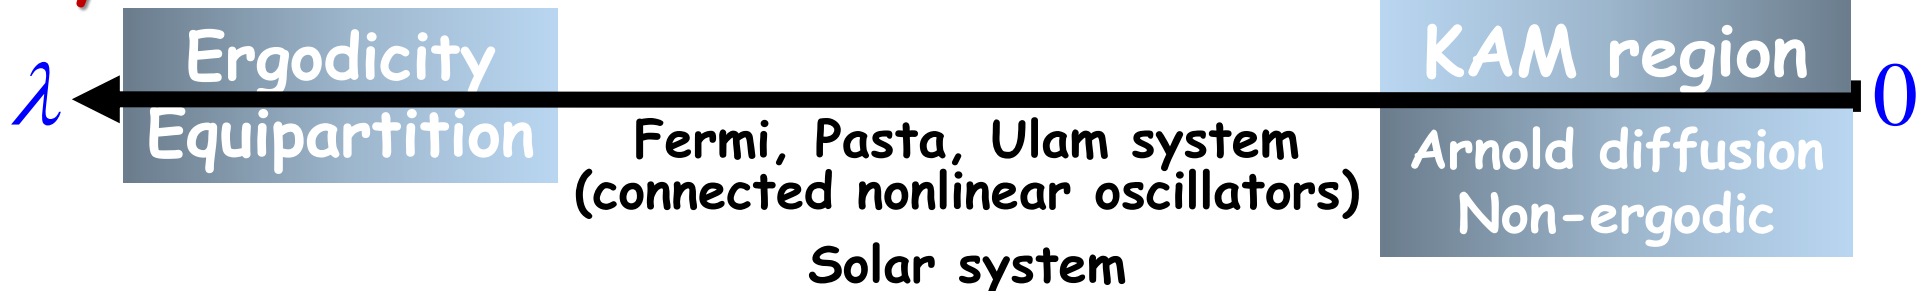 Ergodicity
KAM region
λ
0
Equipartition
Fermi, Pasta, Ulam system
Arnold diffusion
(connected nonlinear oscillators)
Non-ergodic
Solar system